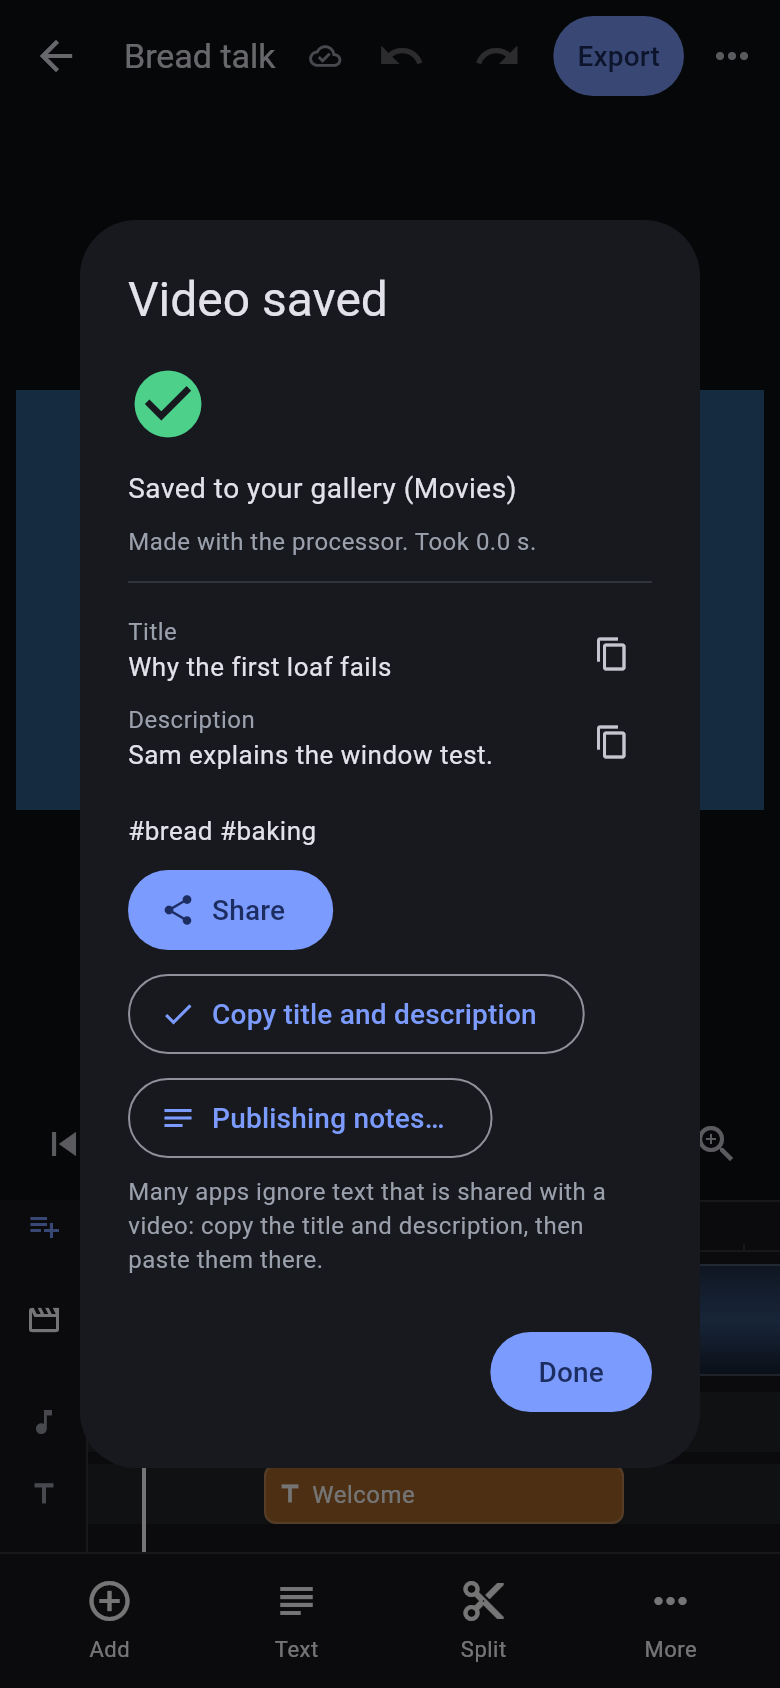 Bread talk
Export
Video saved
Saved to your gallery (Movies)
Made with the processor. Took 0.0 s.
Title
Why the first loaf fails
Description
Sam explains the window test.
#bread #baking
Share
Copy title and description
Publishing notes…
Many apps ignore text that is shared with a
video: copy the title and description, then
paste them there.
Done
Welcome
Add
Text
Split
More